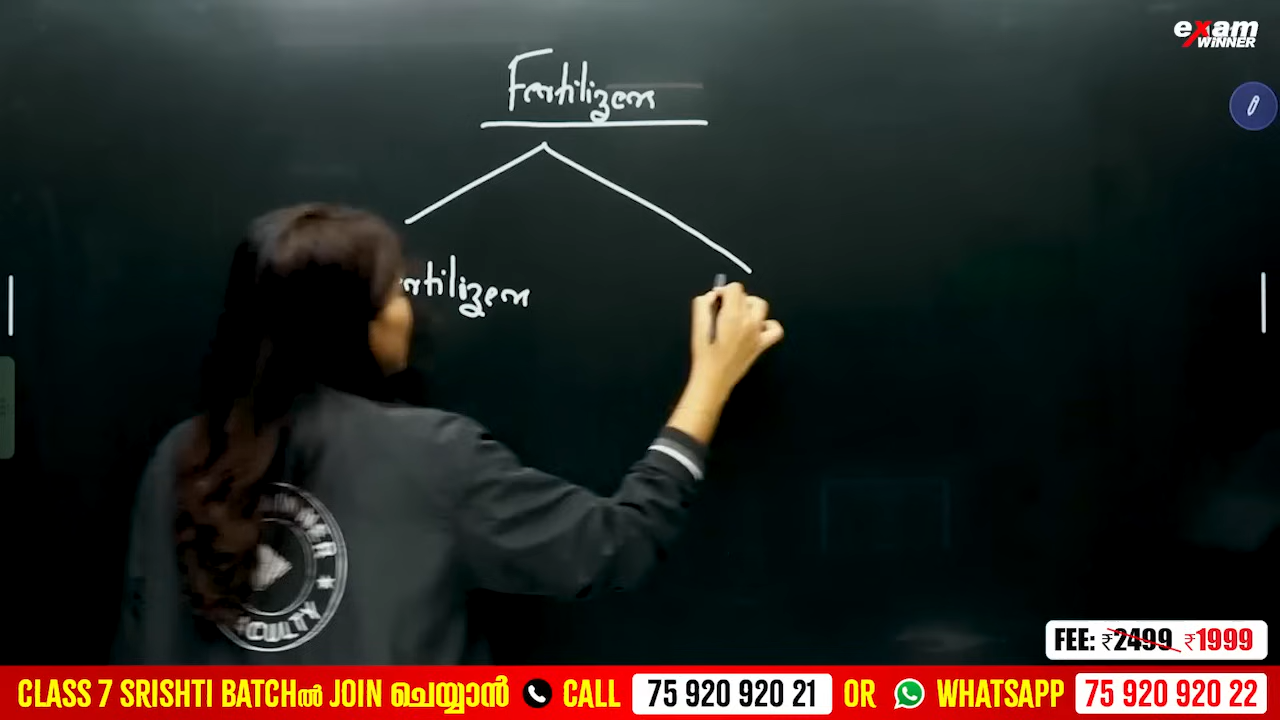 exam
WINNER
Fertilizers
FEE: ₹2499 ₹1999
CLASS 7 SRISHTI BATCHൽ JOIN ചെയ്യാൻ CALL 75 920 920 21 OR WHATSAPP 75 920 920 22